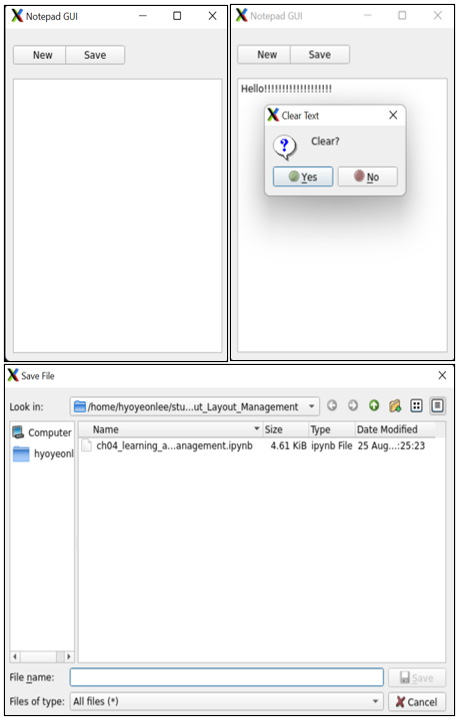 Notepad GUI
New Save
Notepad GUI
New Save
Hello!!!!!!!!!!!!!!!!!!!
Clear Text
Clear?
Yes No
Save File
Look in: /home/hyoyeonlee/stu...ut_Layout_Management
Computer
hyoyeonl
Name Size Type Date Modified
ch04_learning_a...anagement.ipynb 4.61 KiB ipynb File 25 Aug...:25:23
File name: Save
Files of type: All files (*) Cancel